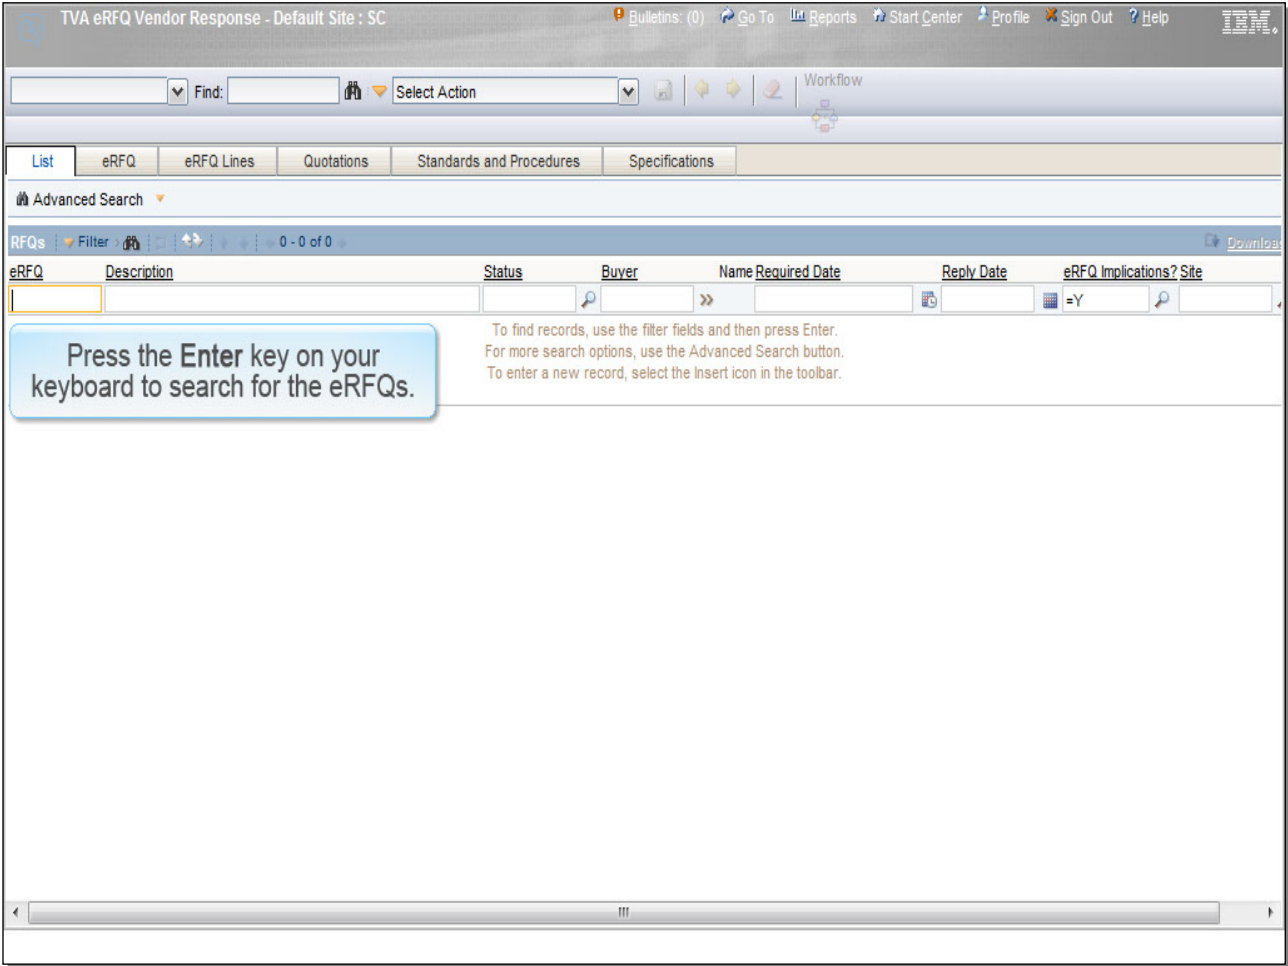 TVA eRFQ Vendor Response - Default Site : SC
Bulletins: (0) Go To Reports Start Center Profile Sign Out ? Help IBM.
Find: Select Action Workflow
List eRFQ eRFQ Lines Quotations Standards and Procedures Specifications
Advanced Search
RFQs Filter 0 - 0 of 0
eRFQ Description Status Buyer Name Required Date Reply Date eRFQ Implications? Site
=Y
To find records, use the filter fields and then press Enter.
For more search options, use the Advanced Search button.
To enter a new record, select the Insert icon in the toolbar.
Press the Enter key on your
keyboard to search for the eRFQs.